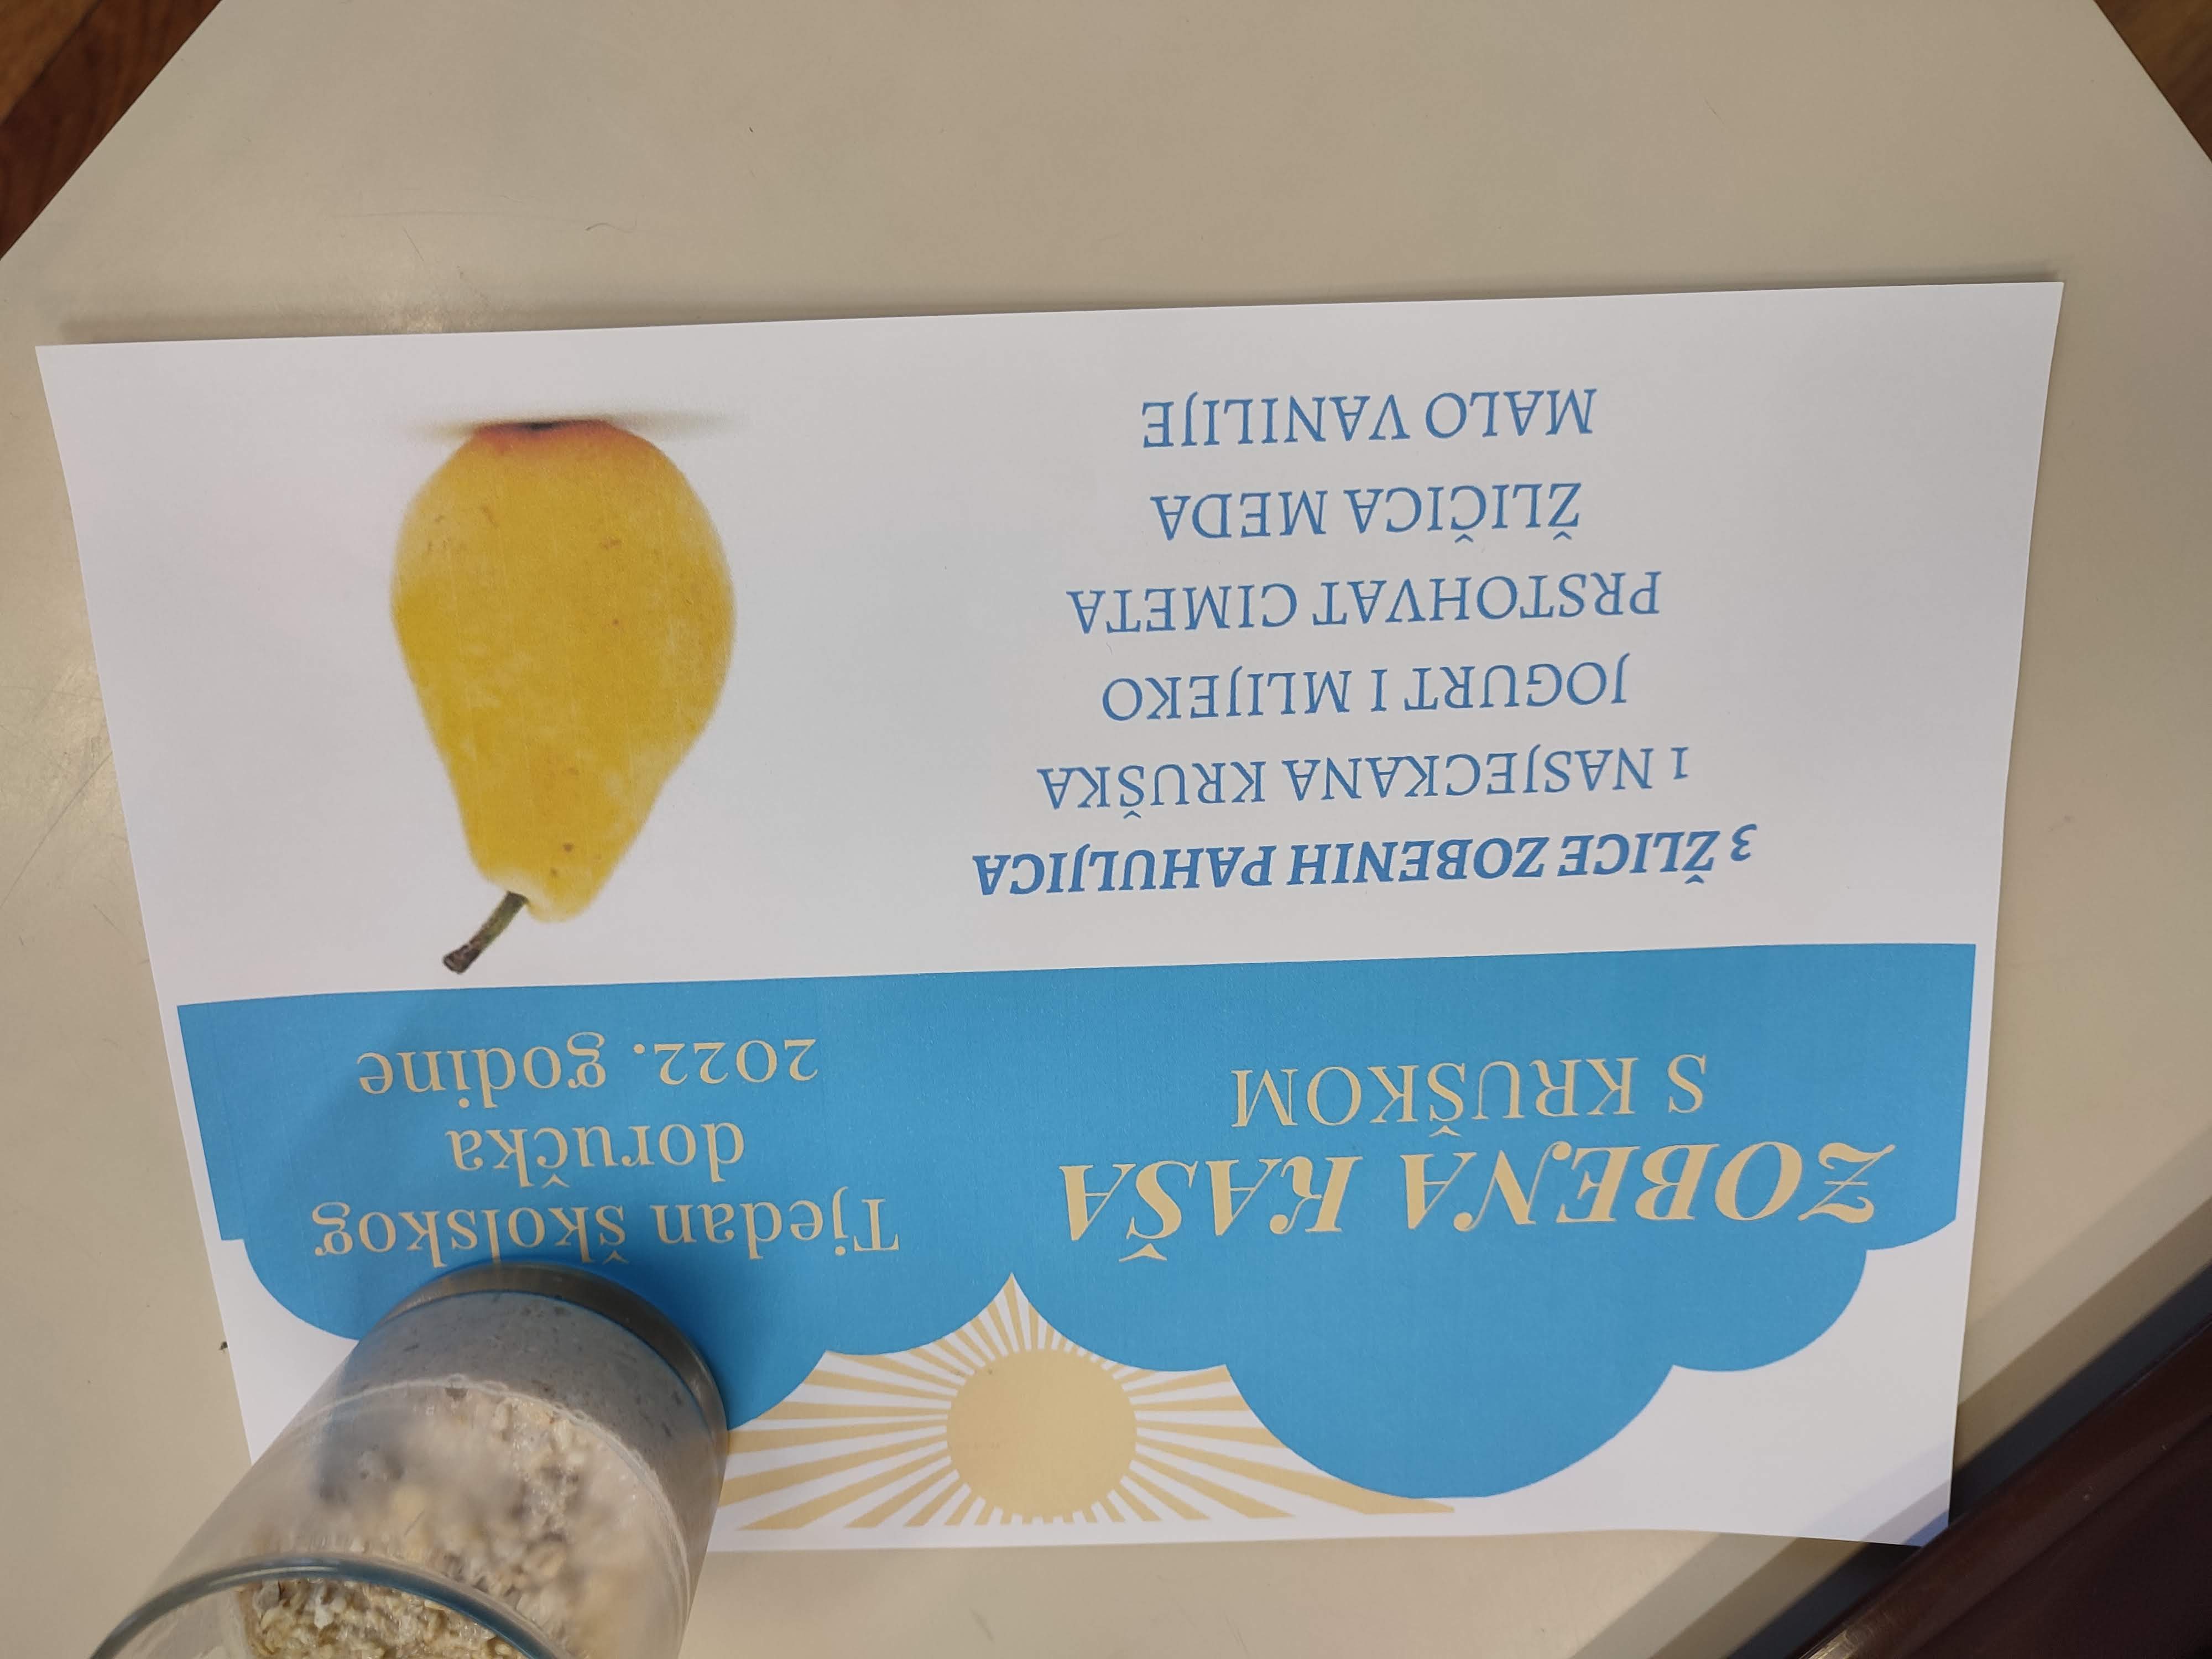 ZOBENA KAŠA
S KRUŠKOM
Tjedan školskog
doručka
2022. godine
3 ŽLICE ZOBENIH PAHULJICA
1 NASJECKANA KRUŠKA
JOGURT I MLIJEKO
PRSTOHVAT CIMETA
ŽLIČICA MEDA
MALO VANILIJE